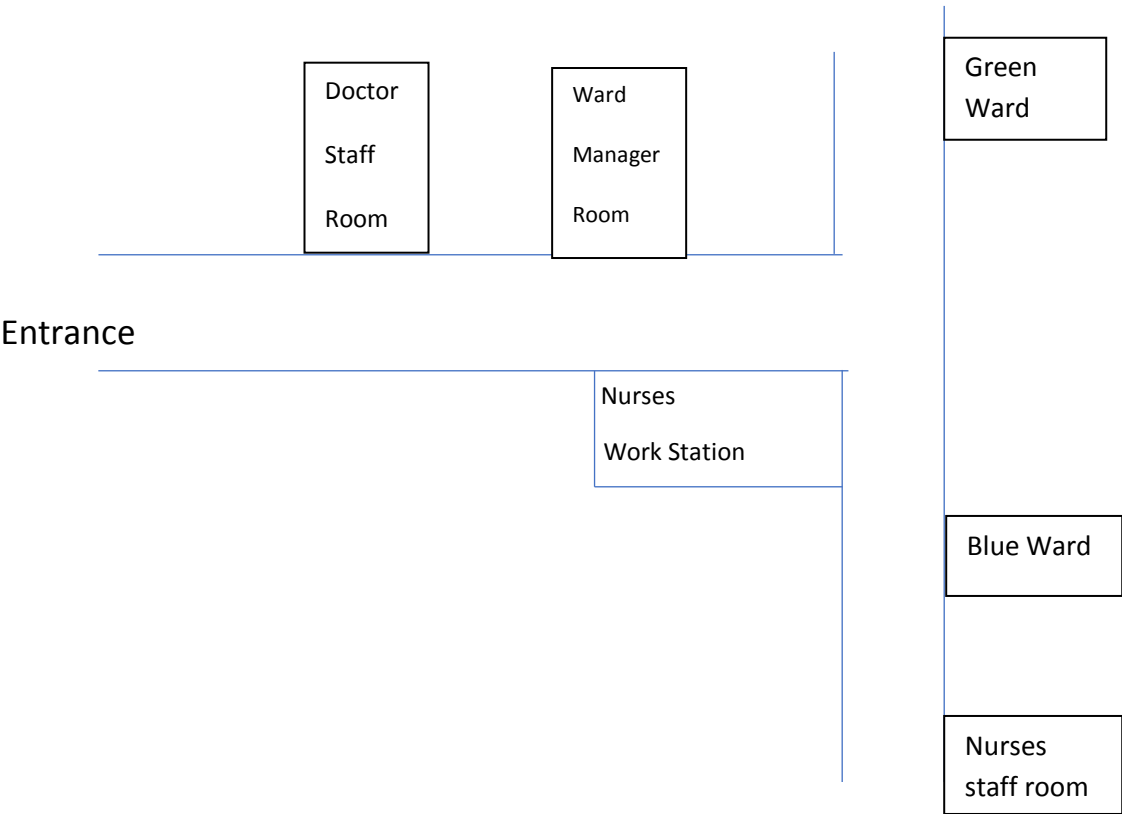 Doctor
Staff
Room
Ward
Manager
Room
Green
Ward
Entrance
Nurses
Work Station
Blue Ward
Nurses
staff room